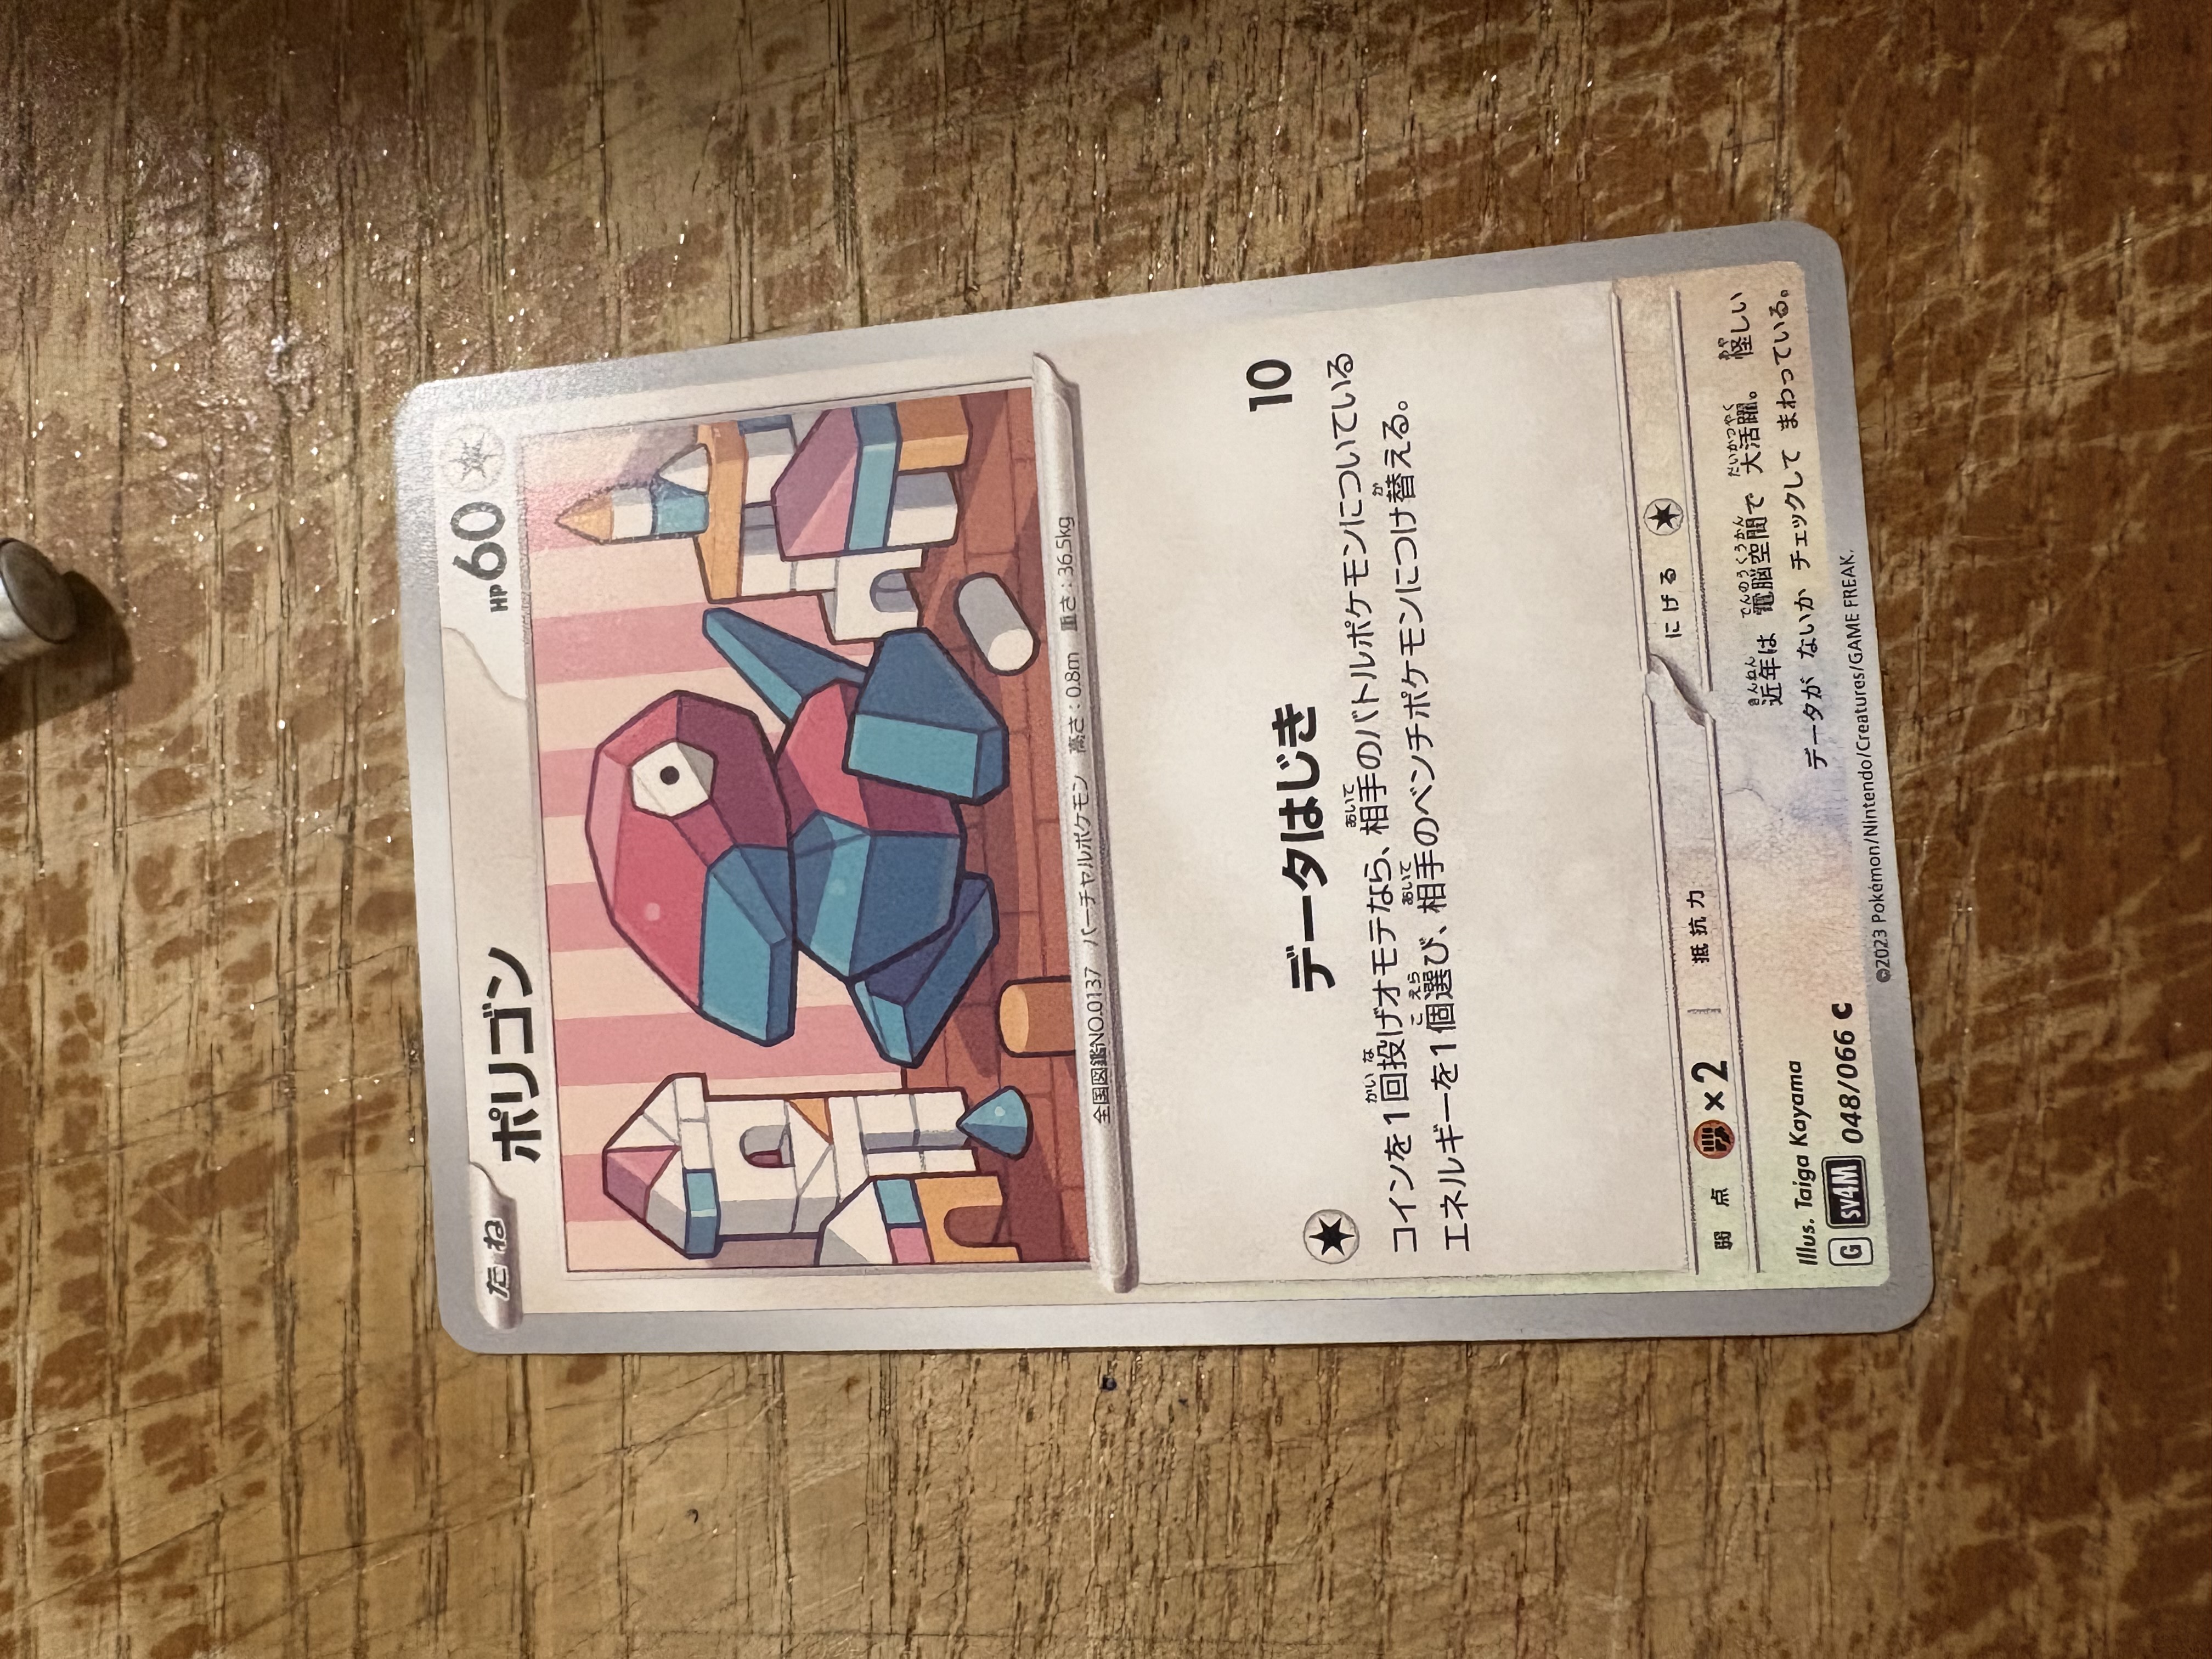 たね ポリゴン HP60
全国図鑑NO.0137 バーチャルポケモン 高さ:0.8m 重さ:36.5kg
データはじき 10
コインを1回投げオモテなら、相手のバトルポケモンについている
エネルギーを1個選び、相手のベンチポケモンにつけ替える。
弱点 ×2 抵抗力 にげる
Illus. Taiga Kayama
近年は 電脳空間で 大活躍。 怪しい
データが ないか チェックして まわっている。
G SV4M 048/066 C
©2023 Pokémon/Nintendo/Creatures/GAME FREAK.